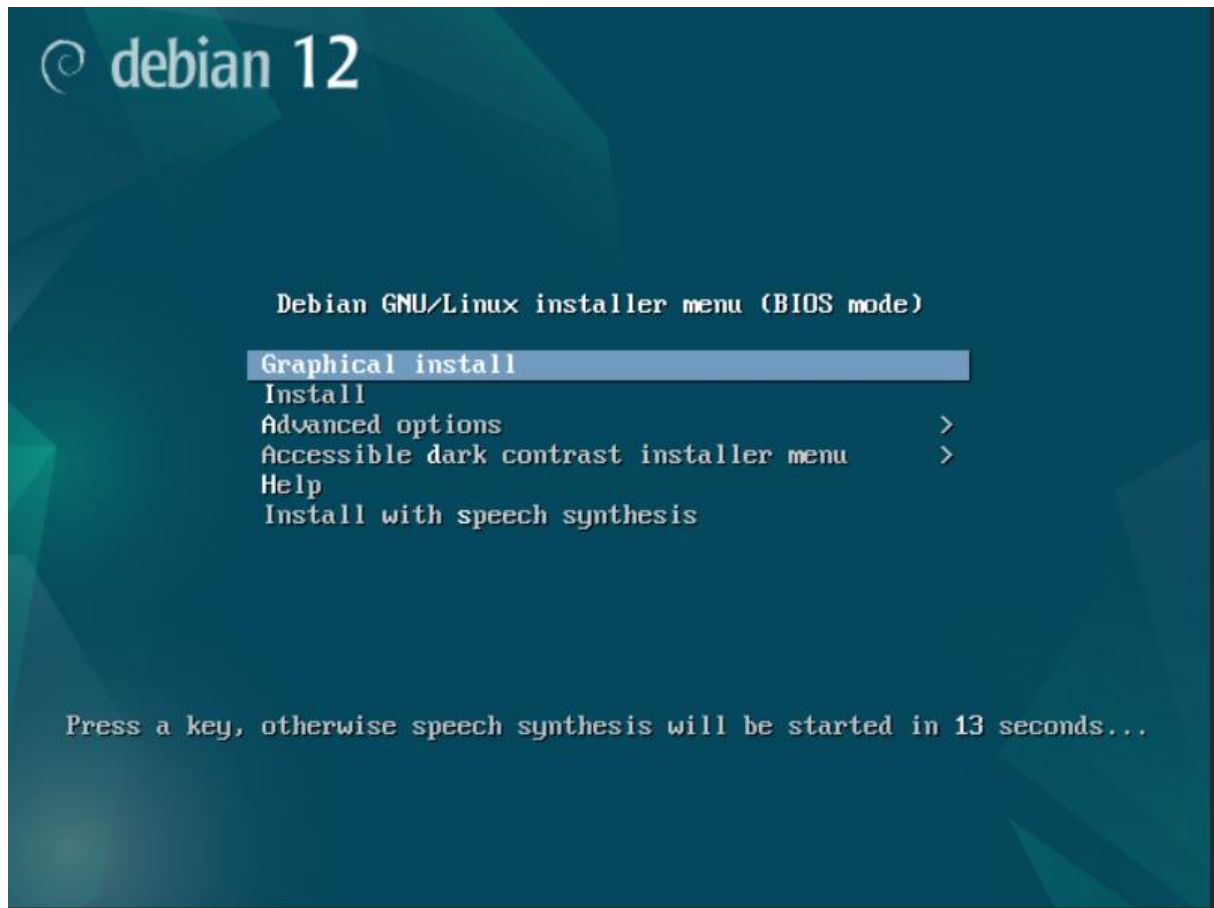 debian 12
Debian GNU/Linux installer menu (BIOS mode)
Graphical install
Install
Advanced options >
Accessible dark contrast installer menu >
Help
Install with speech synthesis
Press a key, otherwise speech synthesis will be started in 13 seconds...